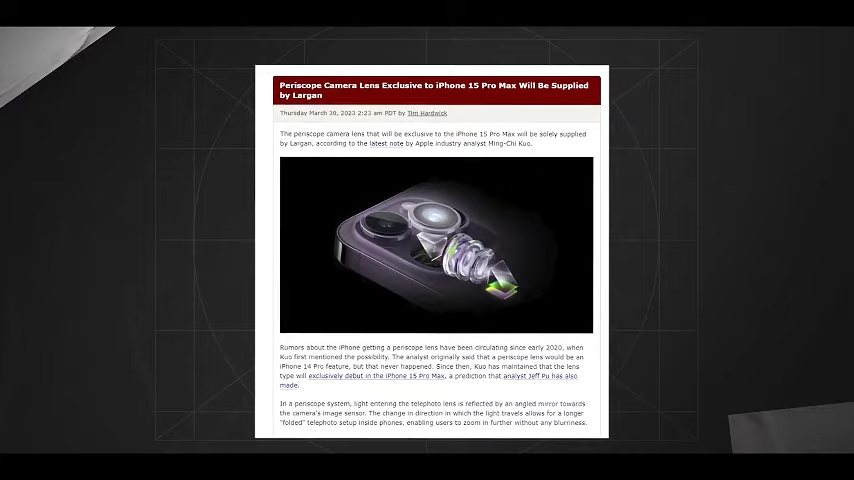 Periscope Camera Lens Exclusive to iPhone 15 Pro Max Will Be Supplied
by Largan
Thursday March 30, 2023 2:23 am PDT by Tim Hardwick
The periscope camera lens that will be exclusive to the iPhone 15 Pro Max will be solely supplied
by Largan, according to the latest note by Apple industry analyst Ming-Chi Kuo.
Rumors about the iPhone getting a periscope lens have been circulating since early 2020, when
Kuo first mentioned the possibility. The analyst originally said that a periscope lens would be an
iPhone 14 Pro feature, but that never happened. Since then, Kuo has maintained that the lens
type will exclusively debut in the iPhone 15 Pro Max, a prediction that analyst Jeff Pu has also
made.
In a periscope system, light entering the telephoto lens is reflected by an angled mirror towards
the camera's image sensor. The change in direction in which the light travels allows for a longer
"folded" telephoto setup inside phones, enabling users to zoom in further without any blurriness.